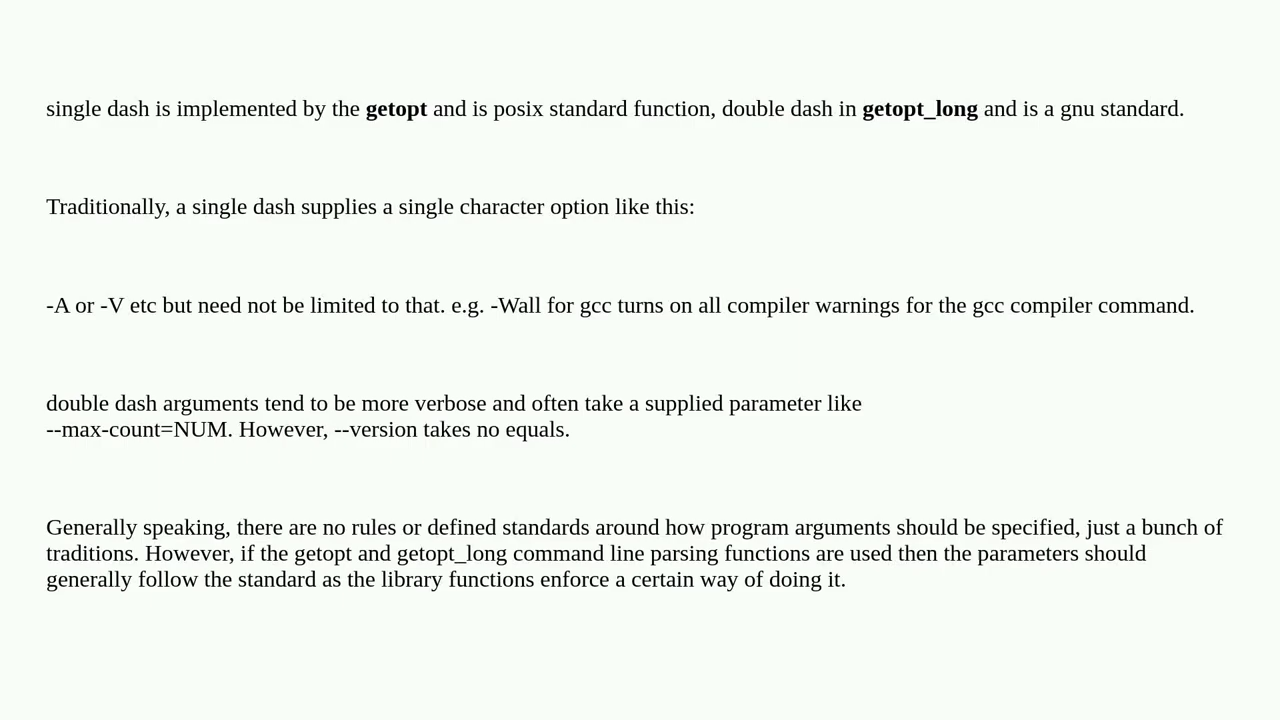 single dash is implemented by the getopt and is posix standard function, double dash in getopt_long and is a gnu standard.
Traditionally, a single dash supplies a single character option like this:
-A or -V etc but need not be limited to that. e.g. -Wall for gcc turns on all compiler warnings for the gcc compiler command.
double dash arguments tend to be more verbose and often take a supplied parameter like
--max-count=NUM. However, --version takes no equals.
Generally speaking, there are no rules or defined standards around how program arguments should be specified, just a bunch of
traditions. However, if the getopt and getopt_long command line parsing functions are used then the parameters should
generally follow the standard as the library functions enforce a certain way of doing it.